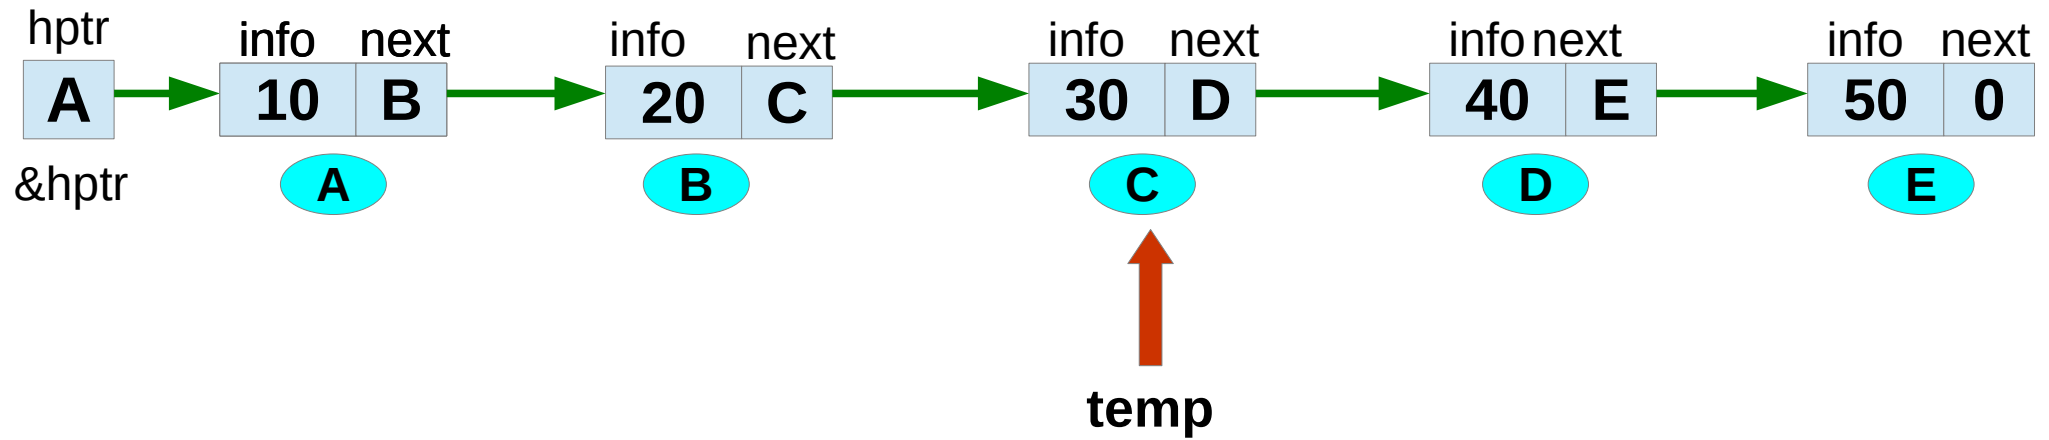 hptr info next info next info next info next info next
A 10 B 20 C 30 D 40 E 50 0
&hptr A B C D E
temp